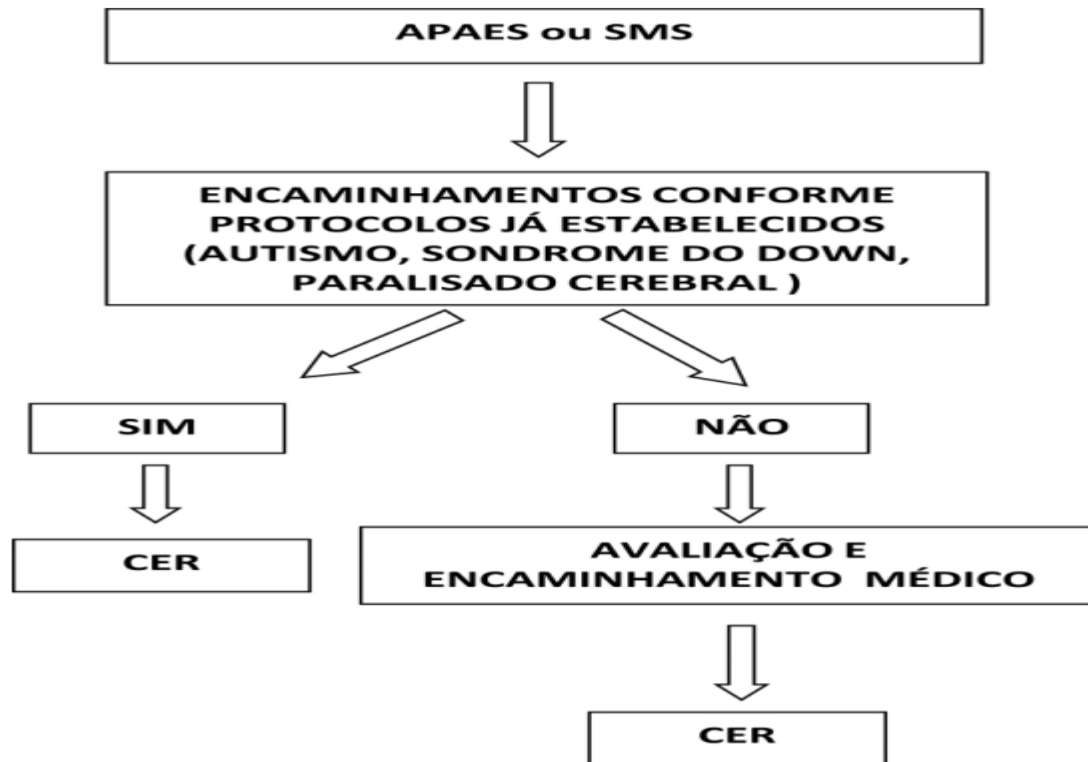 APAES ou SMS
ENCAMINHAMENTOS CONFORME
PROTOCOLOS JÁ ESTABELECIDOS
(AUTISMO, SONDROME DO DOWN,
PARALISADO CEREBRAL )
SIM
NÃO
CER
AVALIAÇÃO E
ENCAMINHAMENTO MÉDICO
CER